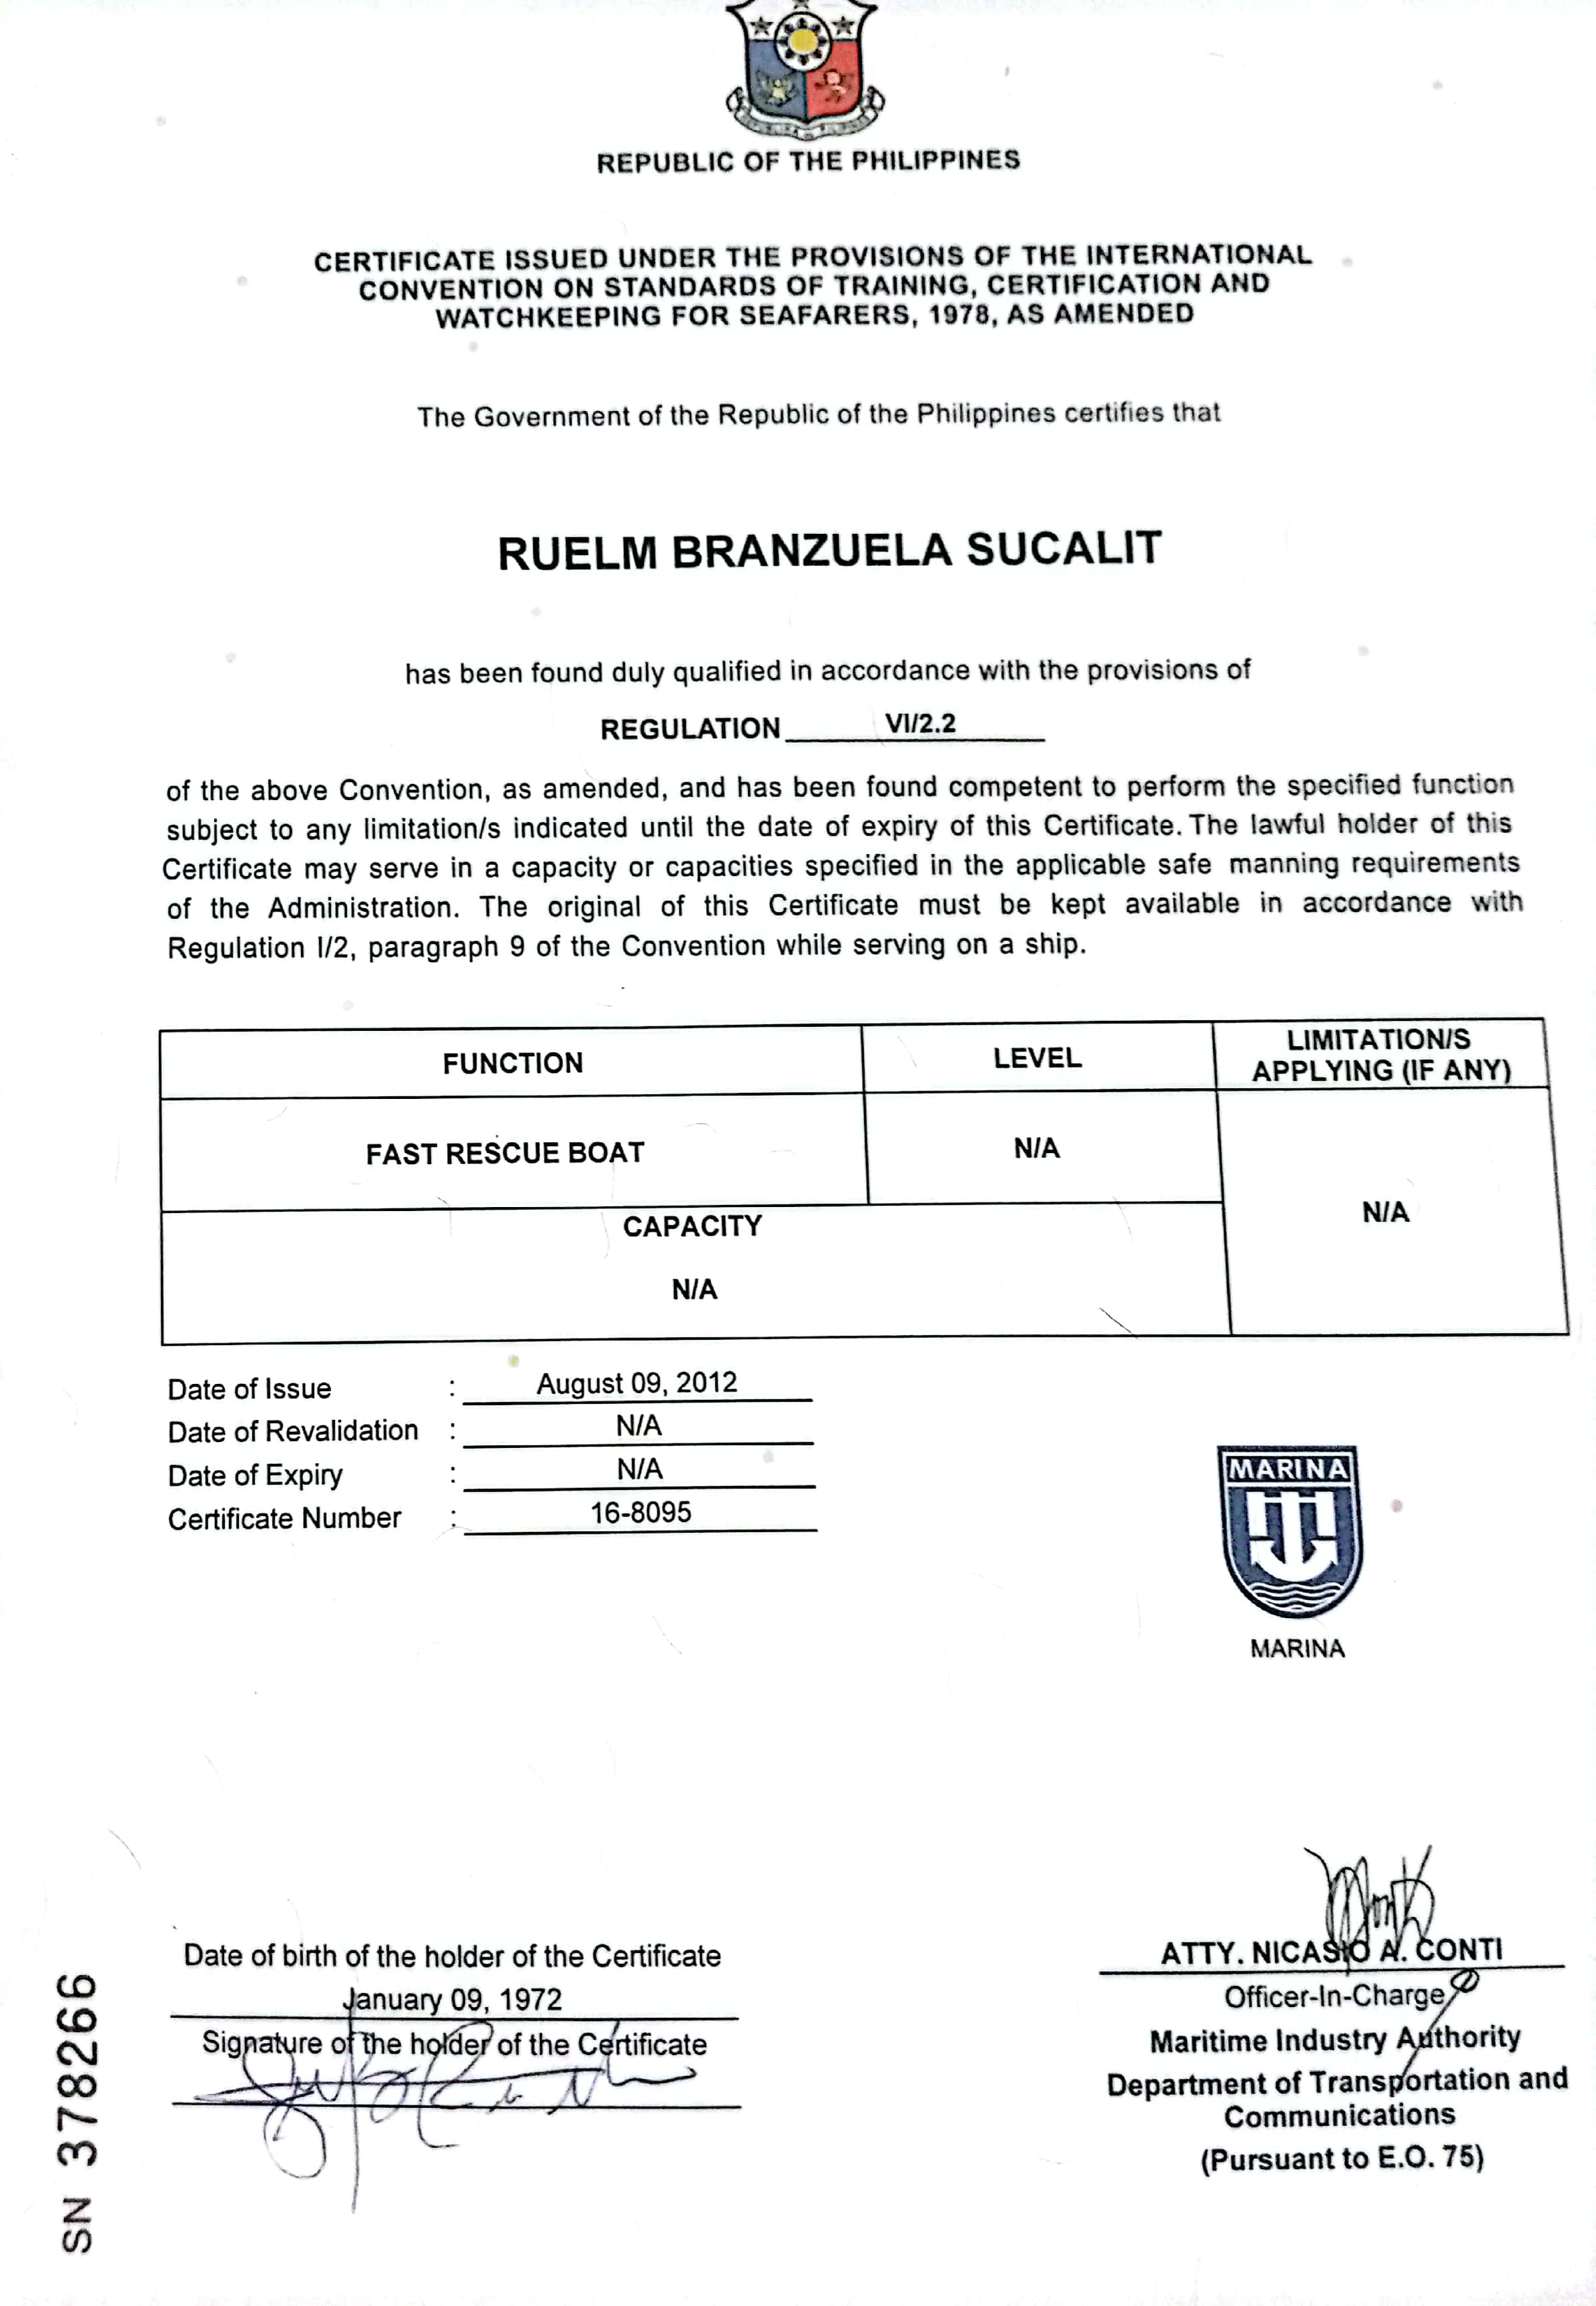 REPUBLIC OF THE PHILIPPINES
CERTIFICATE ISSUED UNDER THE PROVISIONS OF THE INTERNATIONAL
CONVENTION ON STANDARDS OF TRAINING, CERTIFICATION AND
WATCHKEEPING FOR SEAFARERS, 1978, AS AMENDED
The Government of the Republic of the Philippines certifies that
RUELM BRANZUELA SUCALIT
has been found duly qualified in accordance with the provisions of
REGULATION VI/2.2
of the above Convention, as amended, and has been found competent to perform the specified function
subject to any limitation/s indicated until the date of expiry of this Certificate. The lawful holder of this
Certificate may serve in a capacity or capacities specified in the applicable safe manning requirements
of the Administration. The original of this Certificate must be kept available in accordance with
Regulation I/2, paragraph 9 of the Convention while serving on a ship.
FUNCTION
LEVEL
LIMITATION/S
APPLYING (IF ANY)
FAST RESCUE BOAT
N/A
N/A
CAPACITY
N/A
Date of Issue : August 09, 2012
Date of Revalidation : N/A
Date of Expiry : N/A
Certificate Number : 16-8095
MARINA
MARINA
Date of birth of the holder of the Certificate
January 09, 1972
Signature of the holder of the Certificate
ATTY. NICASIO A. CONTI
Officer-In-Charge
Maritime Industry Authority
Department of Transportation and
Communications
(Pursuant to E.O. 75)
SN 378266